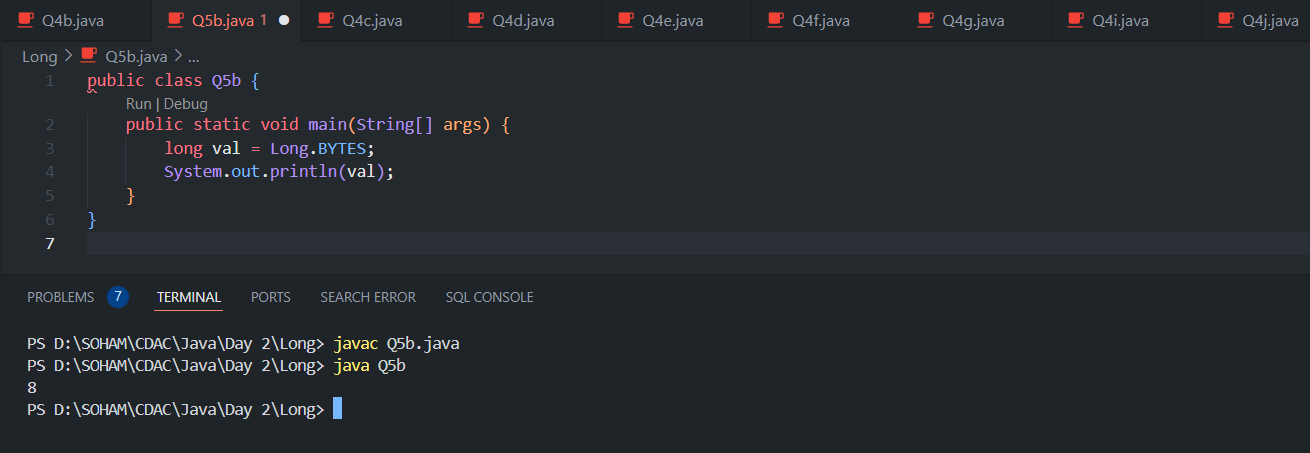 Q4b.java Q5b.java 1 Q4c.java Q4d.java Q4e.java Q4f.java Q4g.java Q4i.java Q4j.java
Long > Q5b.java > ...
1 public class Q5b {
Run | Debug
2 public static void main(String[] args) {
3 long val = Long.BYTES;
4 System.out.println(val);
5 }
6 }
7
PROBLEMS 7 TERMINAL PORTS SEARCH ERROR SQL CONSOLE
PS D:\SOHAM\CDAC\Java\Day 2\Long> javac Q5b.java
PS D:\SOHAM\CDAC\Java\Day 2\Long> java Q5b
8
PS D:\SOHAM\CDAC\Java\Day 2\Long>